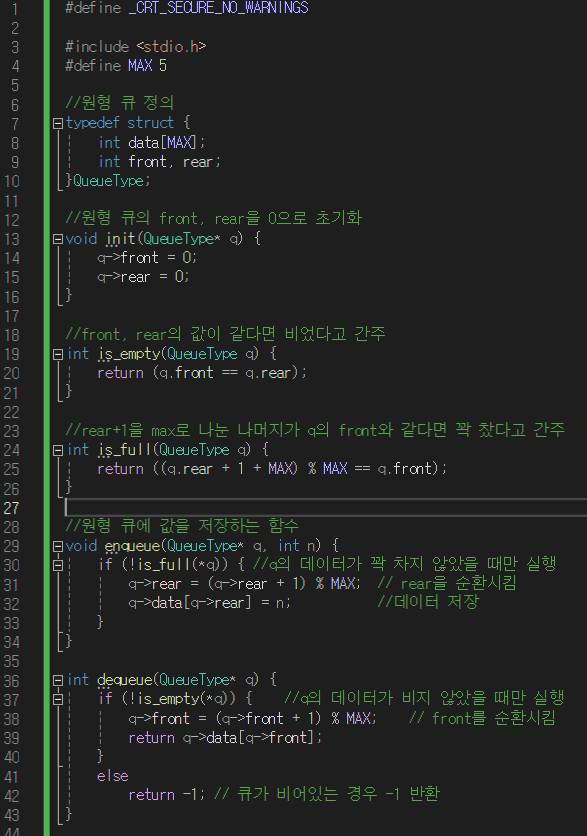 1 #define _CRT_SECURE_NO_WARNINGS
2
3 #include <stdio.h>
4 #define MAX 5
5
6 //원형 큐 정의
7 typedef struct {
8 int data[MAX];
9 int front, rear;
10 }QueueType;
11
12 //원형 큐의 front, rear을 0으로 초기화
13 void init(QueueType* q) {
14 q->front = 0;
15 q->rear = 0;
16 }
17
18 //front, rear의 값이 같다면 비었다고 간주
19 int is_empty(QueueType q) {
20 return (q.front == q.rear);
21 }
22
23 //rear+1을 max로 나눈 나머지가 q의 front와 같다면 꽉 찼다고 간주
24 int is_full(QueueType q) {
25 return ((q.rear + 1 + MAX) % MAX == q.front);
26 }
27
28 //원형 큐에 값을 저장하는 함수
29 void enqueue(QueueType* q, int n) {
30 if (!is_full(*q)) { //q의 데이터가 꽉 차지 않았을 때만 실행
31 q->rear = (q->rear + 1) % MAX; // rear을 순환시킴
32 q->data[q->rear] = n; //데이터 저장
33 }
34 }
35
36 int dequeue(QueueType* q) {
37 if (!is_empty(*q)) { //q의 데이터가 비지 않았을 때만 실행
38 q->front = (q->front + 1) % MAX; // front를 순환시킴
39 return q->data[q->front];
40 }
41 else
42 return -1; // 큐가 비어있는 경우 -1 반환
43 }
44